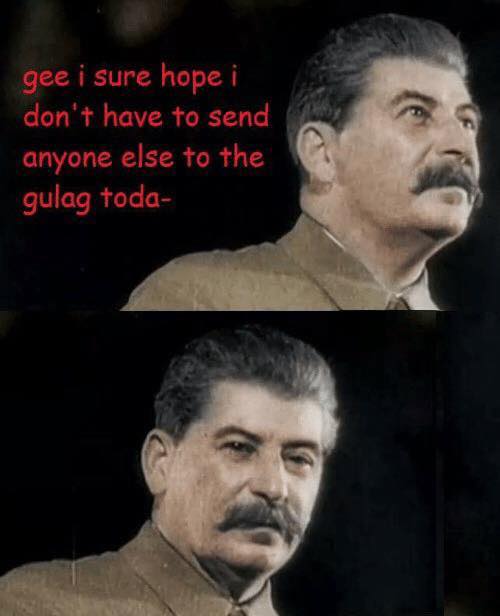 gee i sure hope i
don't have to send
anyone else to the
gulag toda-